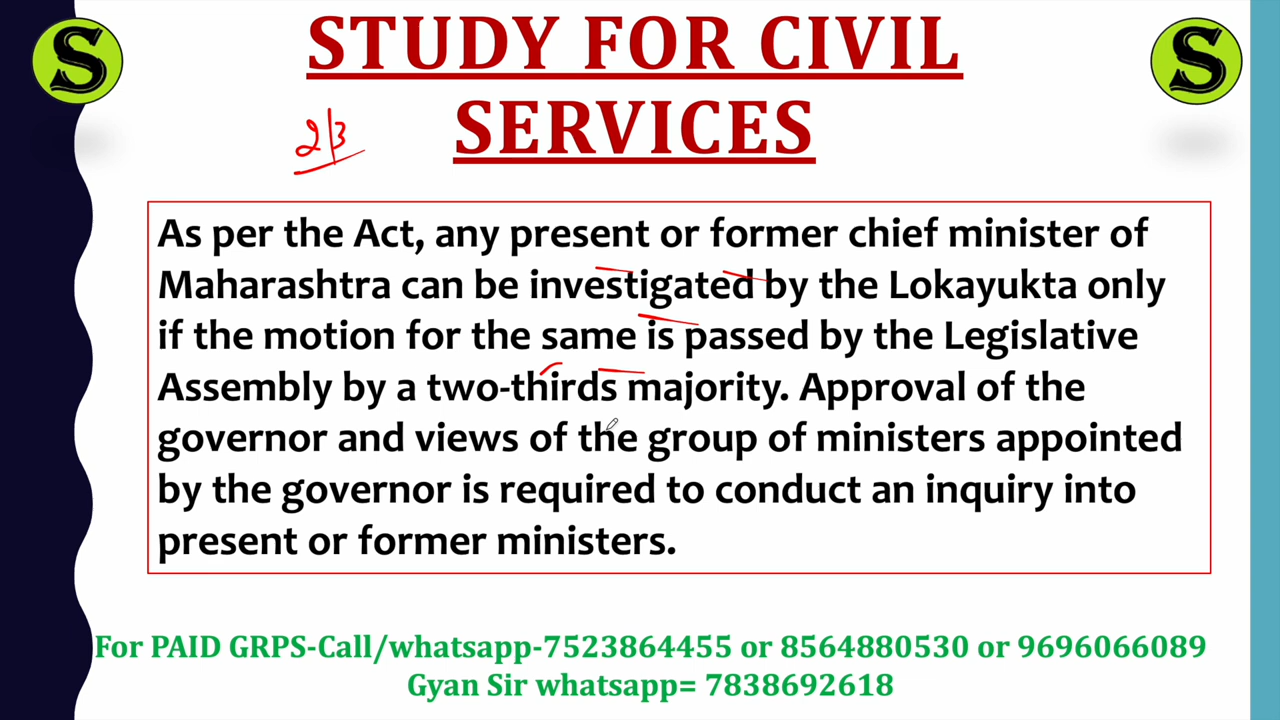 S
STUDY FOR CIVIL
S
SERVICES
2/3
As per the Act, any present or former chief minister of
Maharashtra can be investigated by the Lokayukta only
if the motion for the same is passed by the Legislative
Assembly by a two-thirds majority. Approval of the
governor and views of the group of ministers appointed
by the governor is required to conduct an inquiry into
present or former ministers.
For PAID GRPS-Call/whatsapp-7523864455 or 8564880530 or 9696066089
Gyan Sir whatsapp= 7838692618